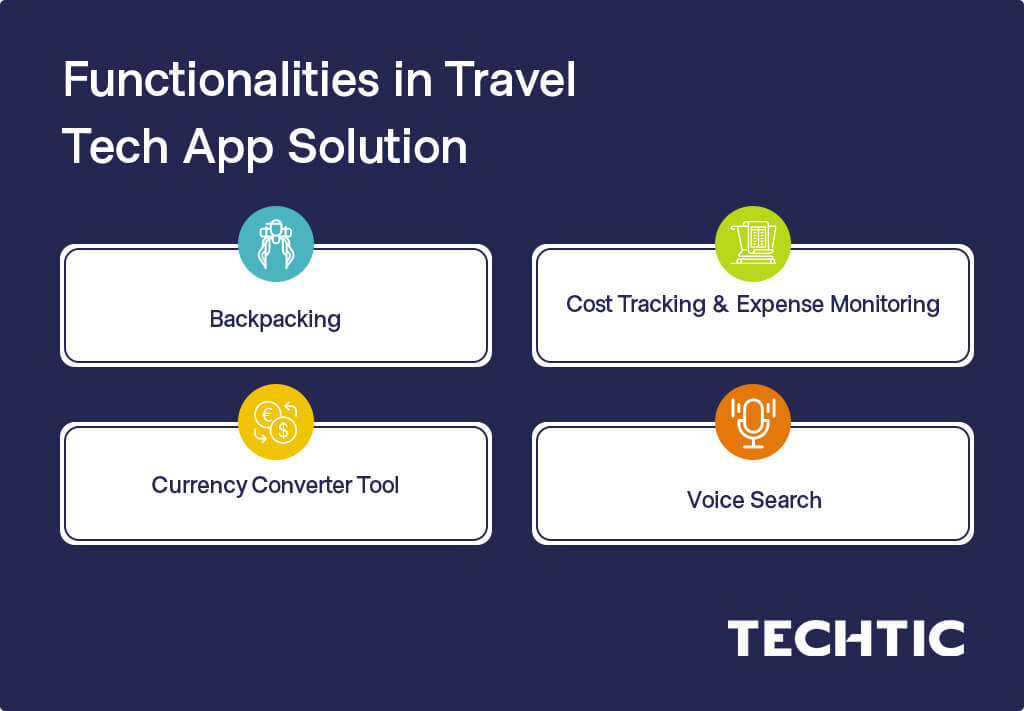 Functionalities in Travel
Tech App Solution
Backpacking
Cost Tracking & Expense Monitoring
€
$
Currency Converter Tool
Voice Search
TECHTIC